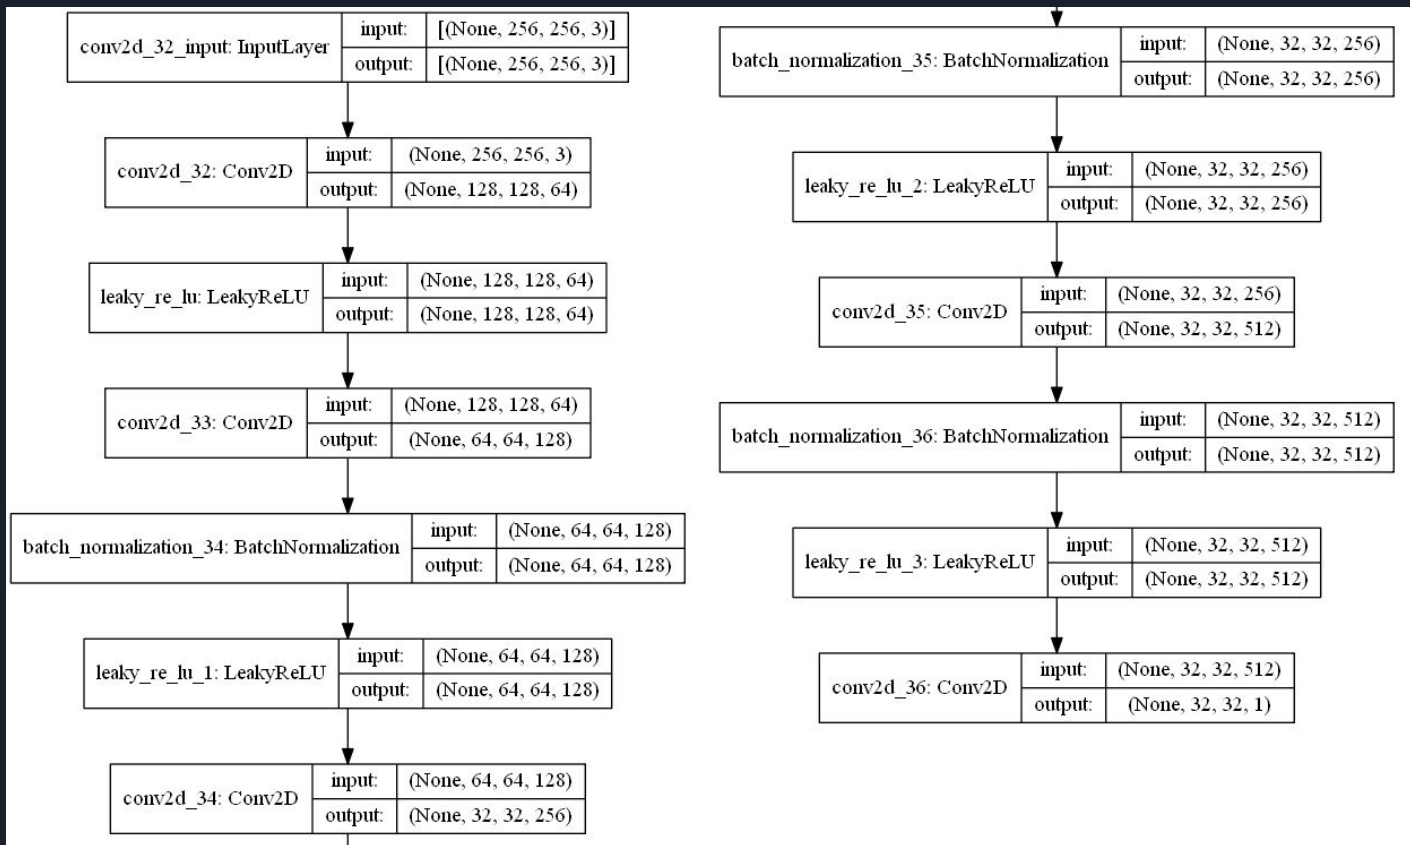 conv2d_32_input: InputLayer
input: [(None, 256, 256, 3)]
output: [(None, 256, 256, 3)]
conv2d_32: Conv2D
input: (None, 256, 256, 3)
output: (None, 128, 128, 64)
leaky_re_lu: LeakyReLU
input: (None, 128, 128, 64)
output: (None, 128, 128, 64)
conv2d_33: Conv2D
input: (None, 128, 128, 64)
output: (None, 64, 64, 128)
batch_normalization_34: BatchNormalization
input: (None, 64, 64, 128)
output: (None, 64, 64, 128)
leaky_re_lu_1: LeakyReLU
input: (None, 64, 64, 128)
output: (None, 64, 64, 128)
conv2d_34: Conv2D
input: (None, 64, 64, 128)
output: (None, 32, 32, 256)
batch_normalization_35: BatchNormalization
input: (None, 32, 32, 256)
output: (None, 32, 32, 256)
leaky_re_lu_2: LeakyReLU
input: (None, 32, 32, 256)
output: (None, 32, 32, 256)
conv2d_35: Conv2D
input: (None, 32, 32, 256)
output: (None, 32, 32, 512)
batch_normalization_36: BatchNormalization
input: (None, 32, 32, 512)
output: (None, 32, 32, 512)
leaky_re_lu_3: LeakyReLU
input: (None, 32, 32, 512)
output: (None, 32, 32, 512)
conv2d_36: Conv2D
input: (None, 32, 32, 512)
output: (None, 32, 32, 1)